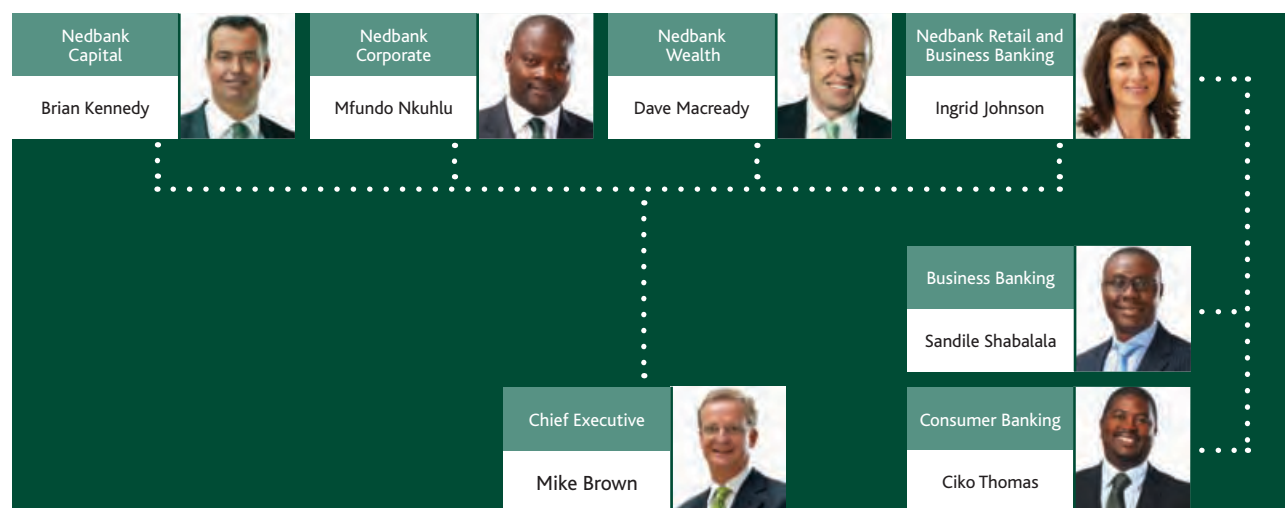 Nedbank
Capital
Brian Kennedy
Nedbank
Corporate
Mfundo Nkuhlu
Nedbank
Wealth
Dave Macready
Nedbank Retail and
Business Banking
Ingrid Johnson
Business Banking
Sandile Shabalala
Chief Executive
Mike Brown
Consumer Banking
Ciko Thomas